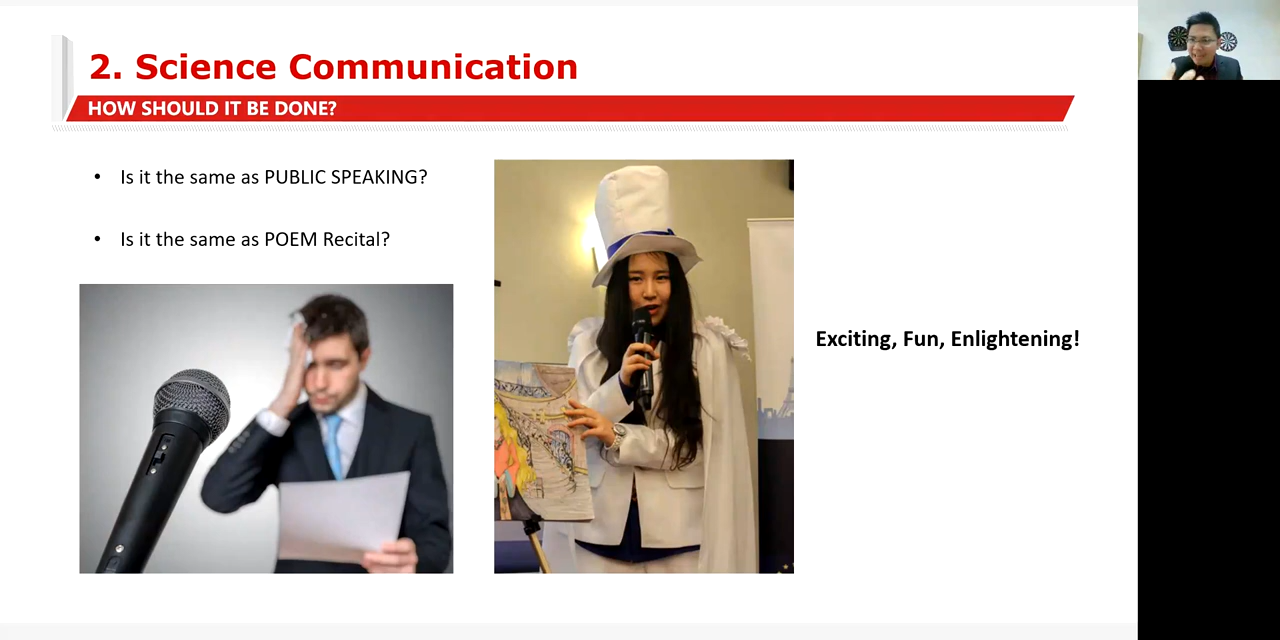 2. Science Communication
HOW SHOULD IT BE DONE?
• Is it the same as PUBLIC SPEAKING?
• Is it the same as POEM Recital?
Exciting, Fun, Enlightening!